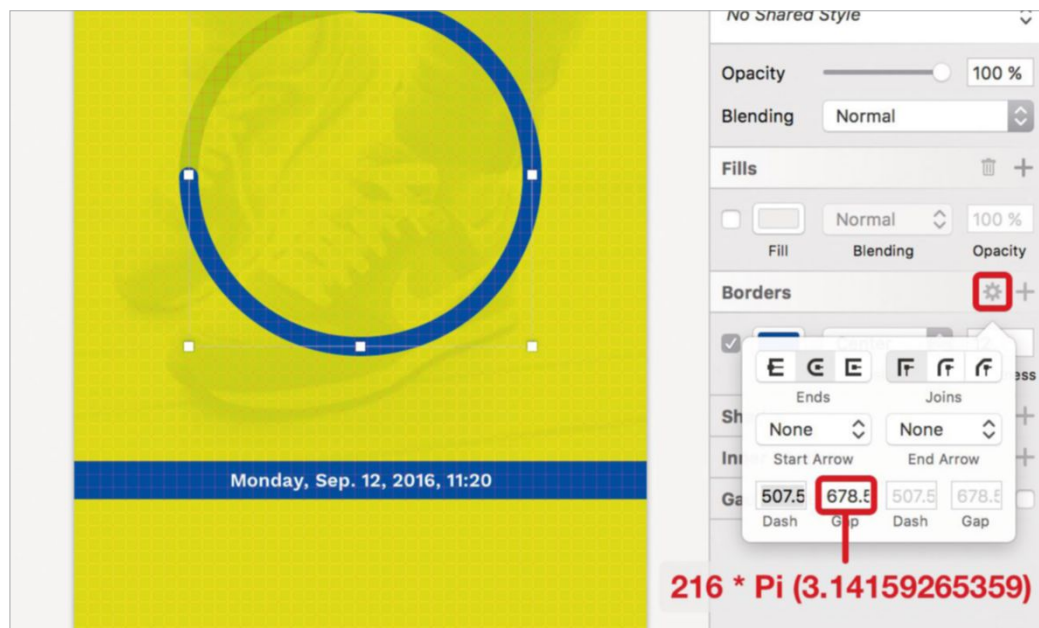 No Shared Style
Opacity 100 %
Blending Normal
Fills
Normal 100 %
Fill Blending Opacity
Borders
Center
Ends Joins
None None
Start Arrow End Arrow
507.5 678.5 507.5 678.5
Dash Gap Dash Gap
Monday, Sep. 12, 2016, 11:20
216 * Pi (3.14159265359)